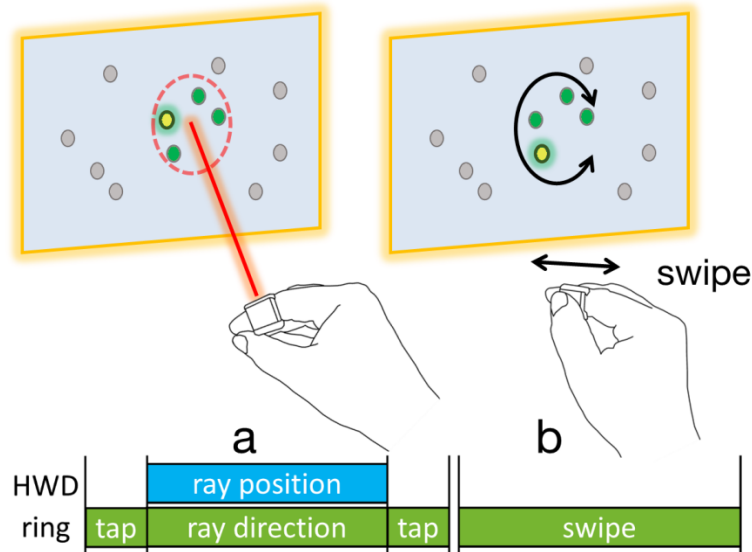 swipe
a
b
HWD
ray position
ring
tap
ray direction
tap
swipe